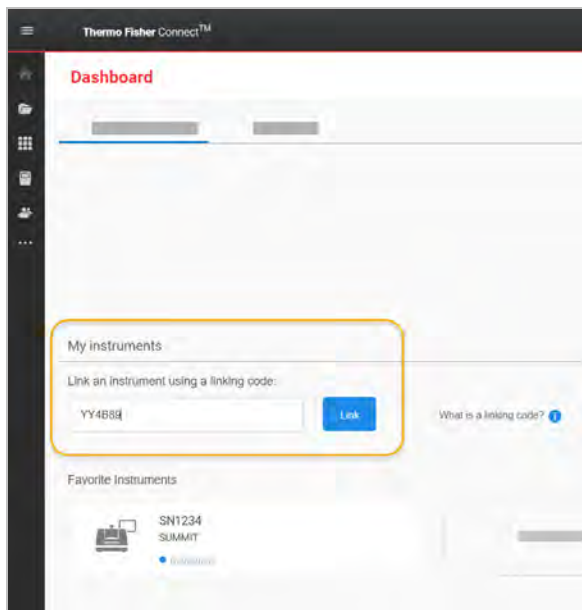 Thermo Fisher Connect™
Dashboard
My instruments
Link an instrument using a linking code:
YY4B89
Link
What is a linking code?
Favorite Instruments
SN1234
SUMMIT